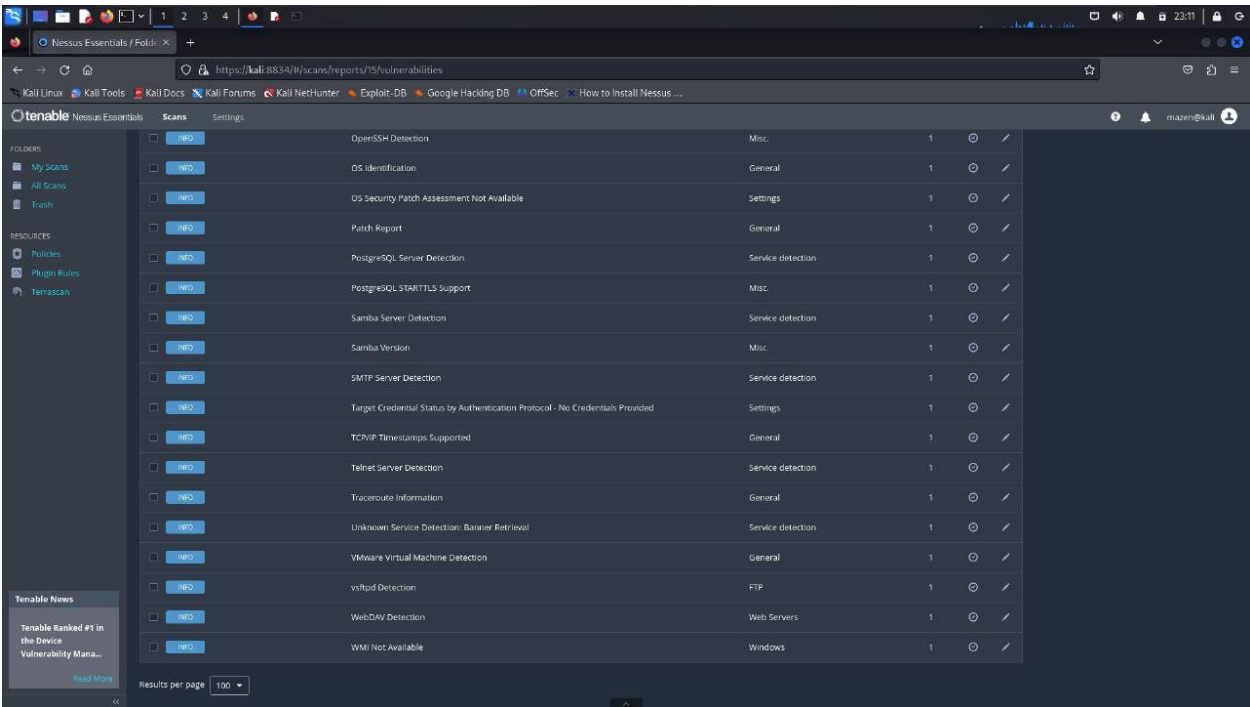 1 2 3 4 23:11
Nessus Essentials / Folde
https://kali:8834/#/scans/reports/15/vulnerabilities
Kali Linux Kali Tools Kali Docs Kali Forums Kali NetHunter Exploit-DB Google Hacking DB OffSec How to Install Nessus ...
tenable Nessus Essentials Scans Settings mazen@kali
FOLDERS
My Scans
All Scans
Trash
RESOURCES
Policies
Plugin Rules
Terrascan
INFO OpenSSH Detection Misc. 1
INFO OS Identification General 1
INFO OS Security Patch Assessment Not Available Settings 1
INFO Patch Report General 1
INFO PostgreSQL Server Detection Service detection 1
INFO PostgreSQL STARTTLS Support Misc. 1
INFO Samba Server Detection Service detection 1
INFO Samba Version Misc. 1
INFO SMTP Server Detection Service detection 1
INFO Target Credential Status by Authentication Protocol - No Credentials Provided Settings 1
INFO TCP/IP Timestamps Supported General 1
INFO Telnet Server Detection Service detection 1
INFO Traceroute Information General 1
INFO Unknown Service Detection: Banner Retrieval Service detection 1
INFO VMware Virtual Machine Detection General 1
INFO vsftpd Detection FTP 1
INFO WebDAV Detection Web Servers 1
INFO WMI Not Available Windows 1
Tenable News
Tenable Ranked #1 in
the Device
Vulnerability Mana...
Read More
Results per page 100